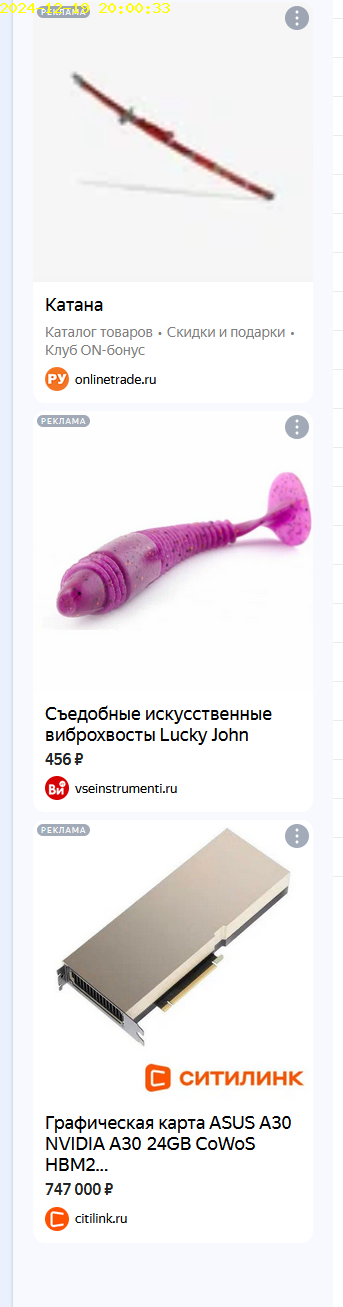 2024-12-19 20:00:33
РЕКЛАМА
Катана
Каталог товаров • Скидки и подарки •
Клуб ON-бонус
РУ onlinetrade.ru
РЕКЛАМА
Съедобные искусственные
виброхвосты Lucky John
456 ₽
Ви vseinstrumenti.ru
РЕКЛАМА
СИТИЛИНК
Графическая карта ASUS A30
NVIDIA A30 24GB CoWoS
HBM2...
747 000 ₽
citilink.ru